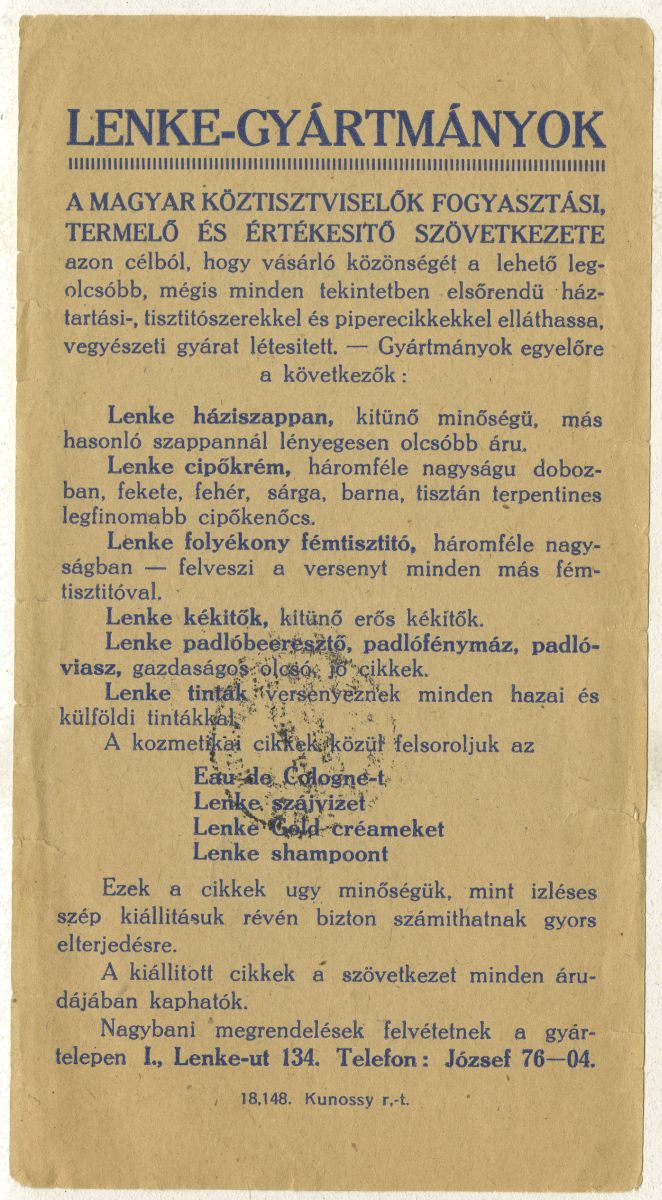 LENKE-GYÁRTMÁNYOK
A MAGYAR KÖZTISZTVISELŐK FOGYASZTÁSI,
TERMELŐ ÉS ÉRTÉKESITŐ SZÖVETKEZETE
azon célból, hogy vásárló közönségét a lehető leg-
olcsóbb, mégis minden tekintetben elsőrendü ház-
tartási-, tisztitószerekkel és piperecikkekkel elláthassa,
vegyészeti gyárat létesitett. — Gyártmányok egyelőre
a következők :
Lenke háziszappan, kitünő minőségü, más
hasonló szappannál lényegesen olcsóbb áru.
Lenke cipőkrém, háromféle nagyságu doboz-
ban, fekete, fehér, sárga, barna, tisztán terpentines
legfinomabb cipőkenőcs.
Lenke folyékony fémtisztitó, háromféle nagy-
ságban — felveszi a versenyt minden más fém-
tisztitóval.
Lenke kékitők, kitünő erős kékitők.
Lenke padlóbeeresztő, padlófénymáz, padló-
viasz, gazdaságos olcsó, jó cikkek.
Lenke tinták versenyeznek minden hazai és
külföldi tintákkal.
A kozmetikai cikkek közül felsoroljuk az
Eau de Cologne-t
Lenke szájvizet
Lenke Gold créameket
Lenke shampoont
Ezek a cikkek ugy minőségük, mint izléses
szép kiállitásuk révén bizton számithatnak gyors
elterjedésre.
A kiállitott cikkek a szövetkezet minden áru-
dájában kaphatók.
Nagybani megrendelések felvétetnek a gyár-
telepen I., Lenke-ut 134. Telefon : József 76—04.
18,148. Kunossy r.-t.